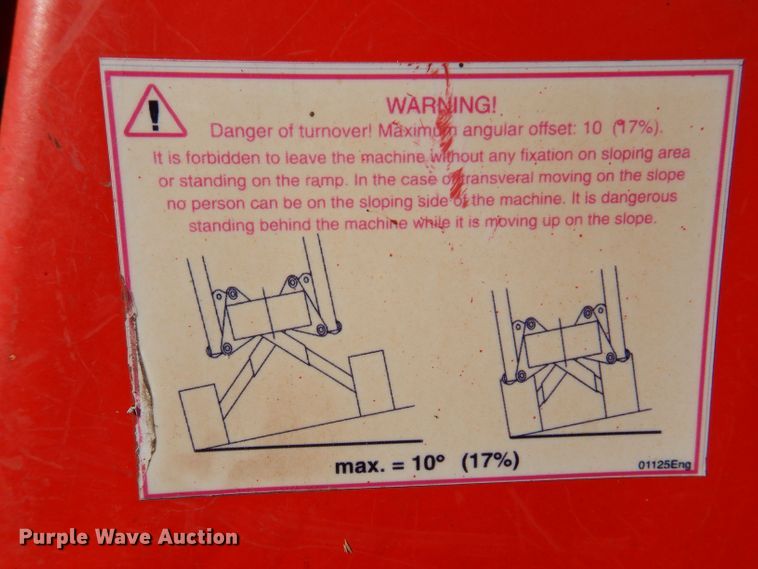 WARNING!
Danger of turnover! Maximum angular offset: 10 (17%).
It is forbidden to leave the machine without any fixation on sloping area
or standing on the ramp. In the case of transveral moving on the slope
no person can be on the sloping side of the machine. It is dangerous
standing behind the machine while it is moving up on the slope.
max. = 10° (17%)
01125Eng
Purple Wave Auction